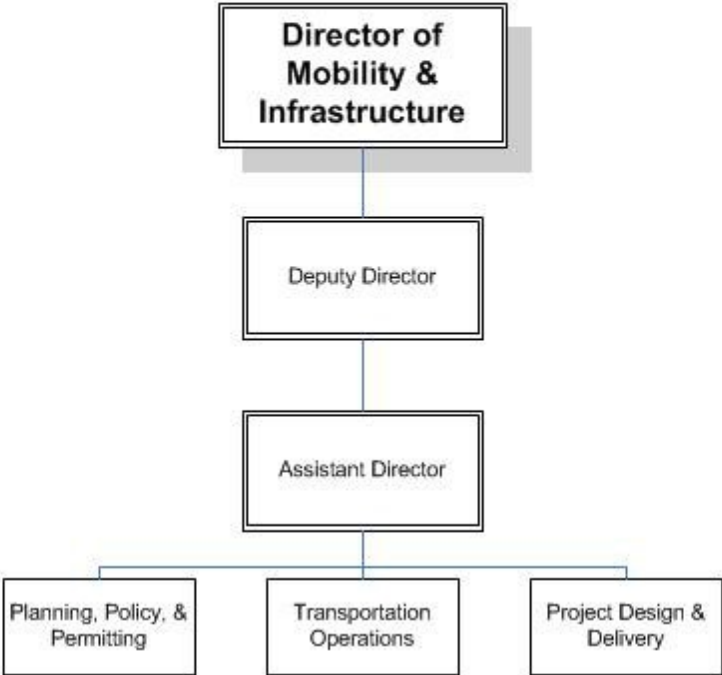 Director of
Mobility &
Infrastructure
Deputy Director
Assistant Director
Planning, Policy, &
Permitting
Transportation
Operations
Project Design &
Delivery